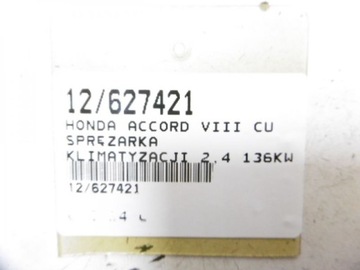 12/627421
HONDA ACCORD VIII CU
SPRĘŻARKA
KLIMATYZACJI 2.4 136KW
12/627421